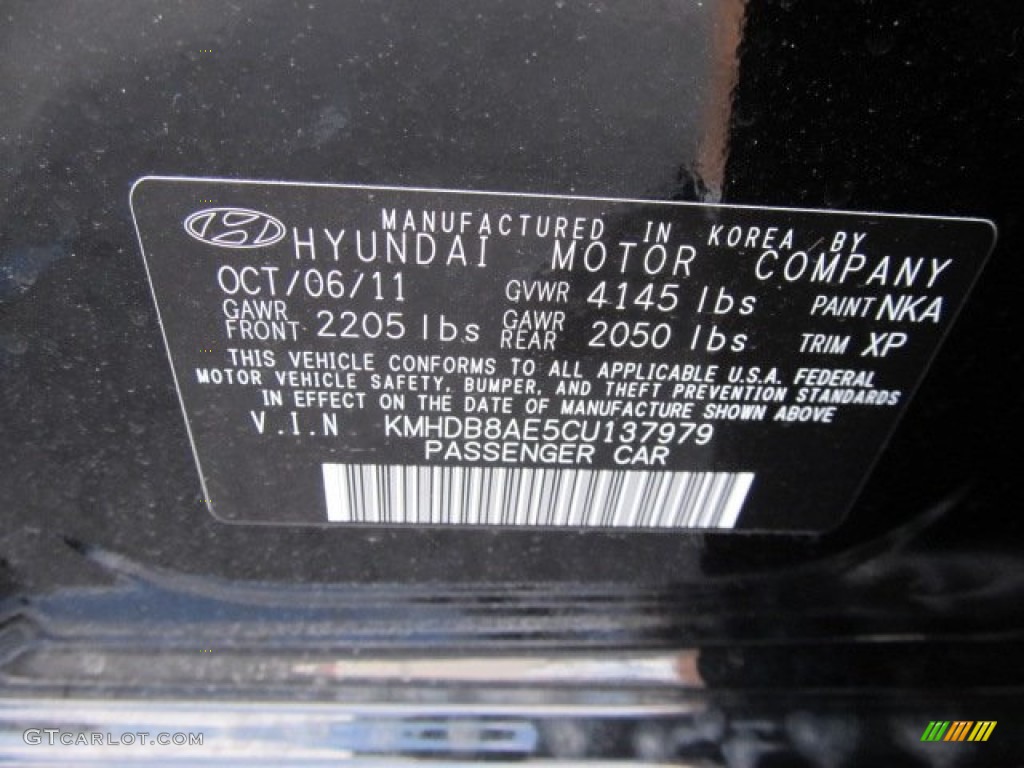 MANUFACTURED IN KOREA BY
HYUNDAI MOTOR COMPANY
OCT/06/11 GVWR 4145 lbs PAINT NKA
GAWR FRONT 2205 lbs GAWR REAR 2050 lbs TRIM XP
THIS VEHICLE CONFORMS TO ALL APPLICABLE U.S.A. FEDERAL
MOTOR VEHICLE SAFETY, BUMPER, AND THEFT PREVENTION STANDARDS
IN EFFECT ON THE DATE OF MANUFACTURE SHOWN ABOVE
V.I.N KMHDB8AE5CU137979
PASSENGER CAR
GTCARLOT.COM